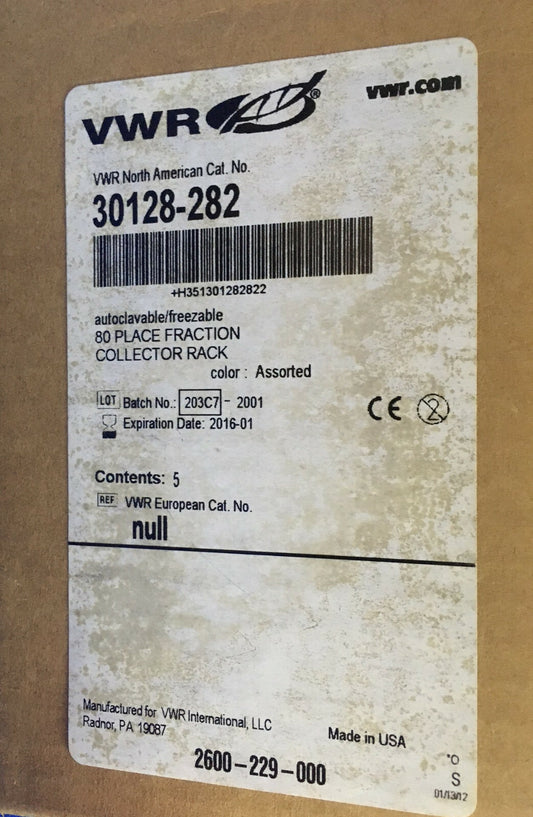 VWR ®
vwr.com
VWR North American Cat. No.
30128-282
+H351301282822
autoclavable/freezable
80 PLACE FRACTION
COLLECTOR RACK
color : Assorted
LOT Batch No.: 203C7 - 2001
Expiration Date: 2016-01
CE 2
Contents: 5
REF VWR European Cat. No.
null
Manufactured for VWR International, LLC
Radnor, PA 19087
Made in USA
2600-229-000
°O
S
01/13/12